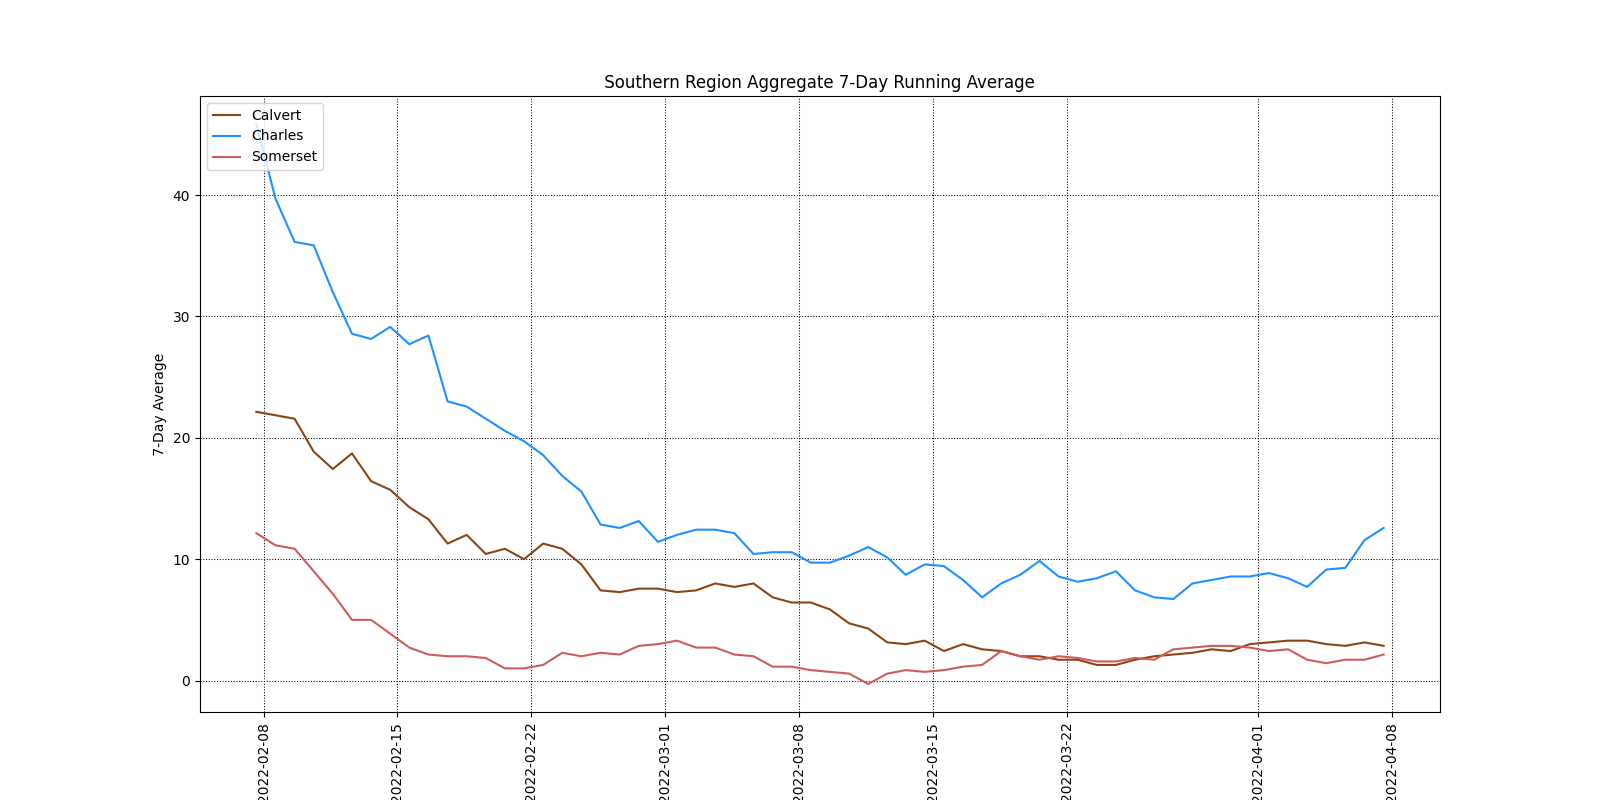 Southern Region Aggregate 7-Day Running Average
Calvert
Charles
Somerset
7-Day Average
40
30
20
10
0
2022-02-08
2022-02-15
2022-02-22
2022-03-01
2022-03-08
2022-03-15
2022-03-22
2022-04-01
2022-04-08